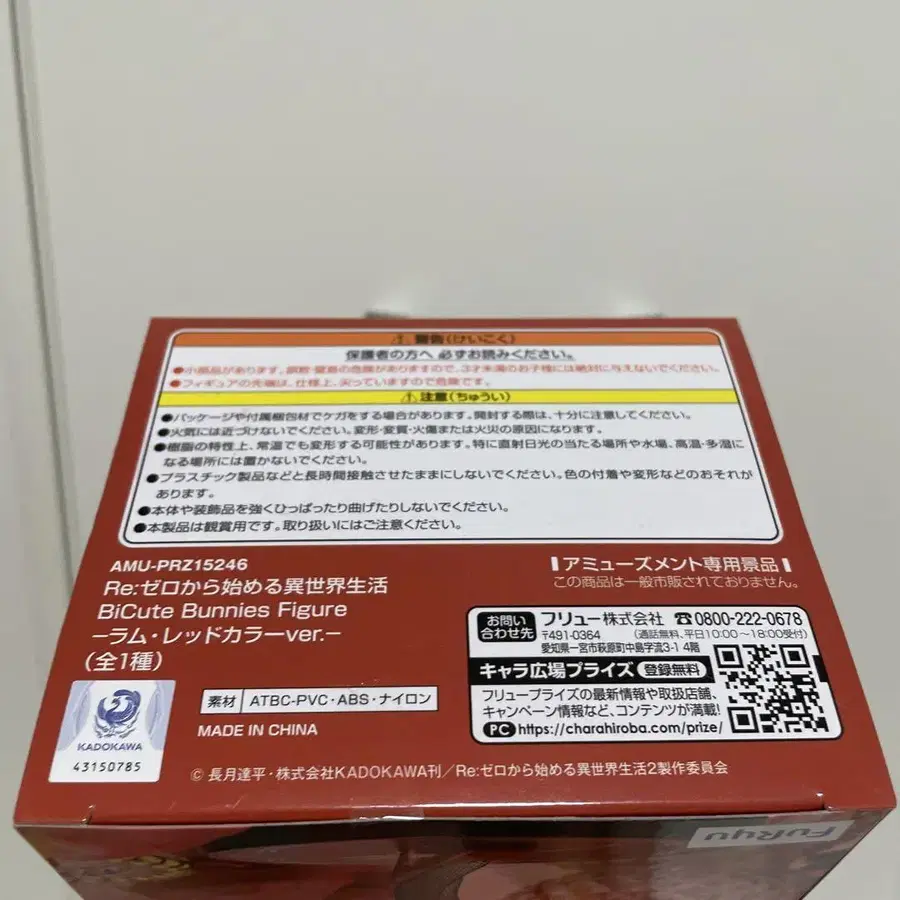 ⚠警告(けいこく)
保護者の方へ 必ずお読みください。
●小部品があります。誤飲・窒息の危険がありますので、3才未満のお子様には絶対に与えないでください。
●フィギュアの先端は、仕様上、尖っていますので危険です。
⚠注意(ちゅうい)
●パッケージや付属梱包材でケガをする場合があります。開封する際は、十分に注意してください。
●火気には近づけないでください。変形・変質・火傷または火災の原因になります。
●樹脂の特性上、常温でも変形する可能性があります。特に直射日光の当たる場所や水場、高温・多湿に
なる場所には置かないでください。
●プラスチック製品などと長時間接触させたままにしないでください。色の付着や変形などのおそれが
あります。
●本体や装飾品を強くひっぱったり曲げたりしないでください。
●本製品は観賞用です。取り扱いにはご注意ください。
AMU-PRZ15246
Re:ゼロから始める異世界生活
BiCute Bunnies Figure
－ラム・レッドカラーver.－
(全1種)
アミューズメント専用景品
この商品は一般市販されておりません。
お問い合わせ先
フリュー株式会社 ☎0800-222-0678
〒491-0364 (通話無料、平日10:00～18:00受付)
愛知県一宮市萩原町中島字流3-1 4階
キャラ広場プライズ 登録無料
フリュープライズの最新情報や取扱店舗、
キャンペーン情報など、コンテンツが満載!
PC https://charahiroba.com/prize/
素材 ATBC-PVC・ABS・ナイロン
MADE IN CHINA
KADOKAWA
43150785
© 長月達平・株式会社KADOKAWA刊／Re:ゼロから始める異世界生活2製作委員会
FuRyu